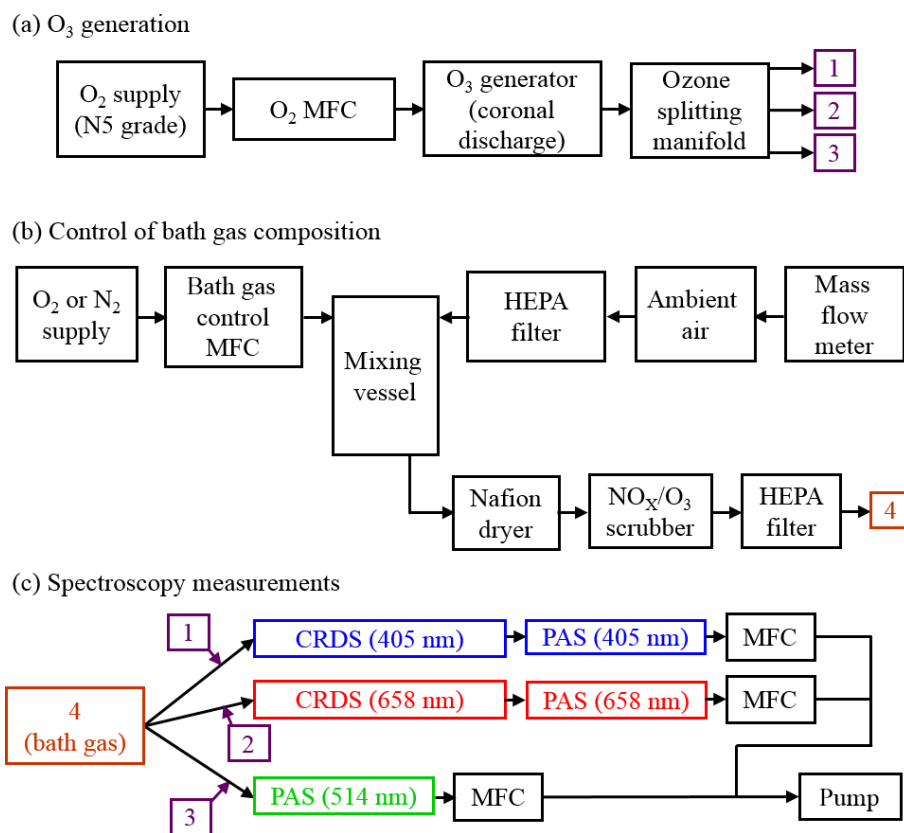 (a) O₃ generation
O₂ supply
(N5 grade)
O₂ MFC
O₃ generator
(coronal
discharge)
Ozone
splitting
manifold
1
2
3
(b) Control of bath gas composition
O₂ or N₂
supply
Bath gas
control
MFC
Mixing
vessel
HEPA
filter
Ambient
air
Mass
flow
meter
Nafion
dryer
NOₓ/O₃
scrubber
HEPA
filter
4
(c) Spectroscopy measurements
1
CRDS (405 nm)
PAS (405 nm)
MFC
4
(bath gas)
CRDS (658 nm)
PAS (658 nm)
MFC
2
3
PAS (514 nm)
MFC
Pump